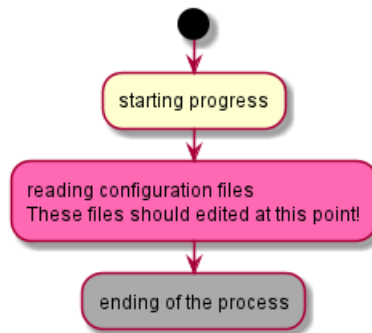 starting progress
reading configuration files
These files should edited at this point!
ending of the process